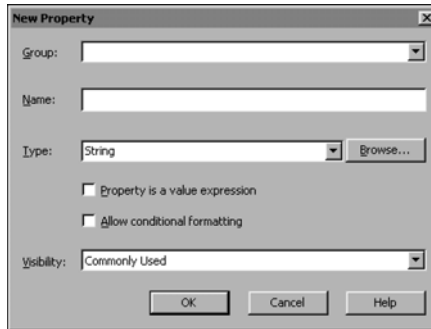 New Property
Group:
Name:
Type: String Browse...
Property is a value expression
Allow conditional formatting
Visibility: Commonly Used
OK Cancel Help